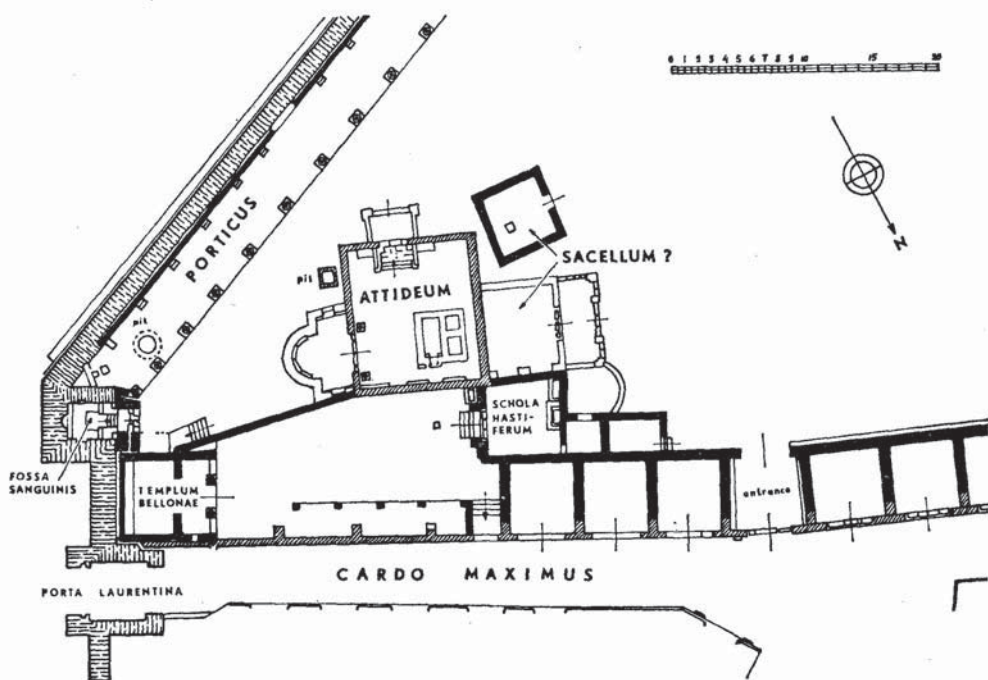 0 1 2 3 4 5 6 7 8 9 10 15 20
N
PORTICUS
pit
pit
ATTIDEUM
SACELLUM ?
SCHOLA
HASTI-
FERUM
FOSSA
SANGUINIS
TEMPLUM
BELLONAE
entrance
CARDO MAXIMUS
PORTA LAURENTINA